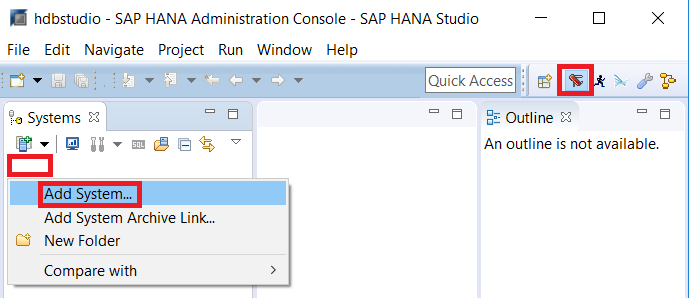 hdbstudio - SAP HANA Administration Console - SAP HANA Studio
File Edit Navigate Project Run Window Help
Quick Access
Systems
Outline
SQL
An outline is not available.
Add System...
Add System Archive Link...
New Folder
Compare with